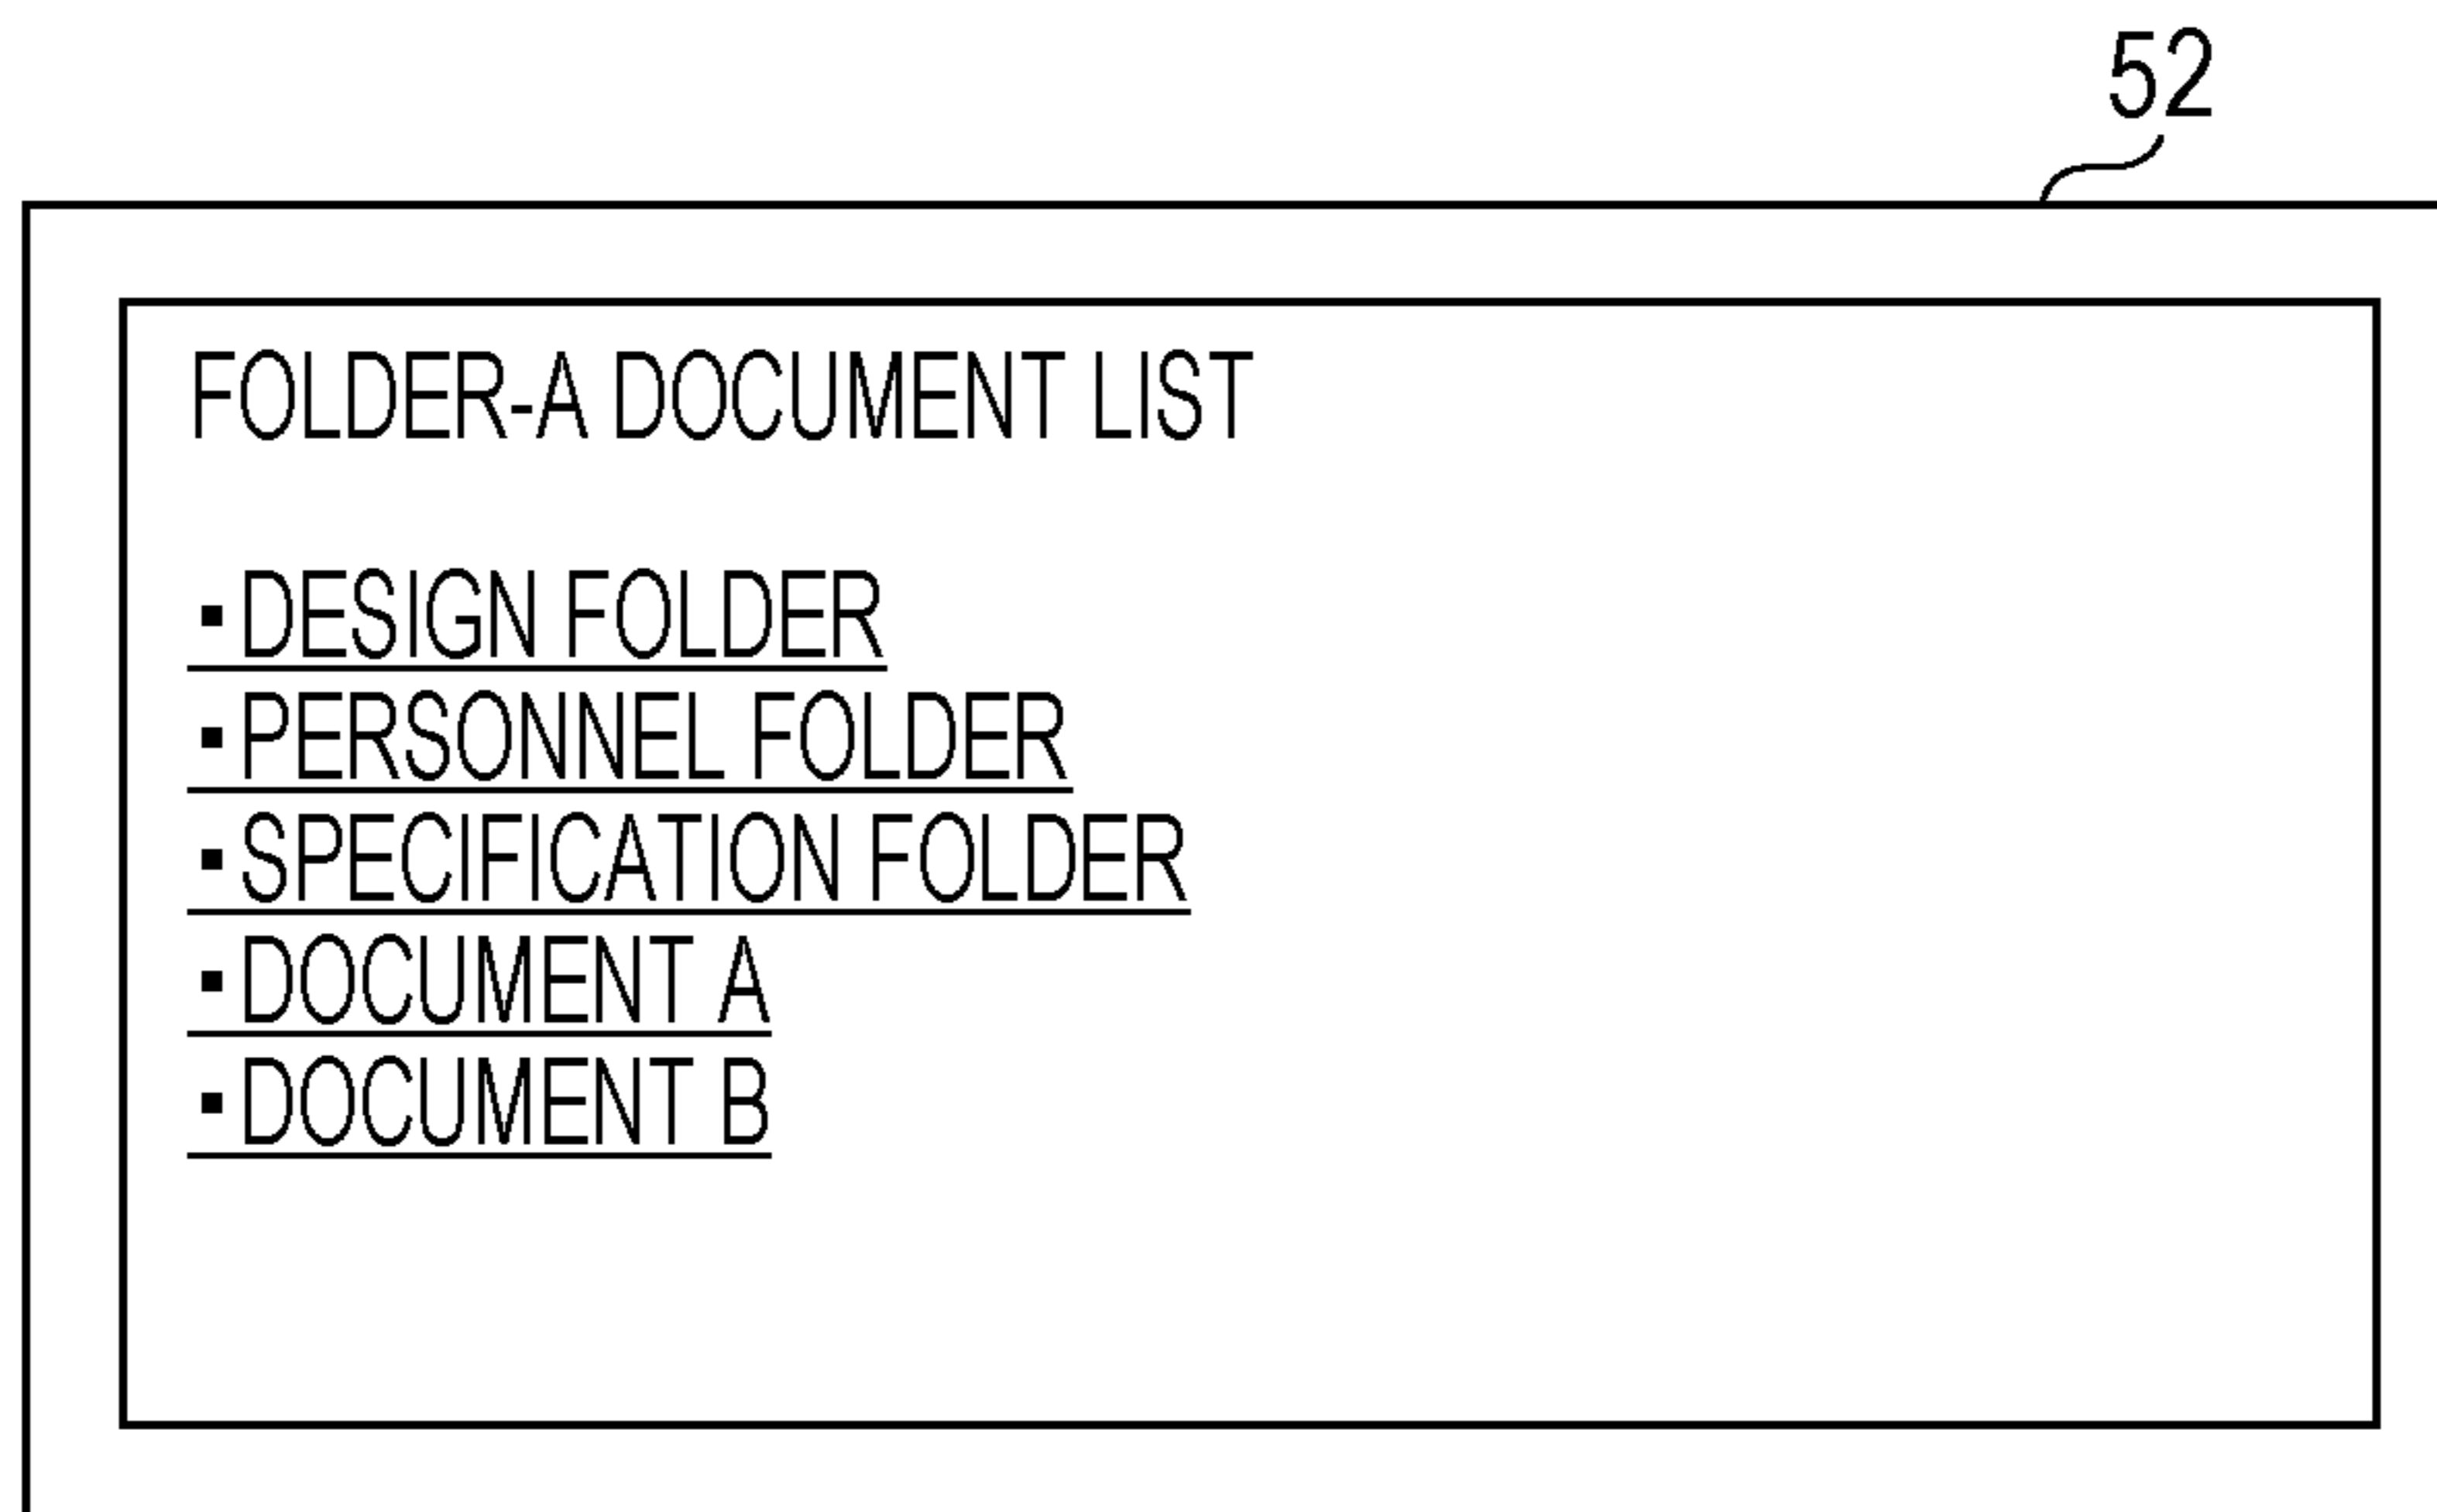 52
FOLDER-A DOCUMENT LIST
▪DESIGN FOLDER
▪PERSONNEL FOLDER
▪SPECIFICATION FOLDER
▪DOCUMENT A
▪DOCUMENT B